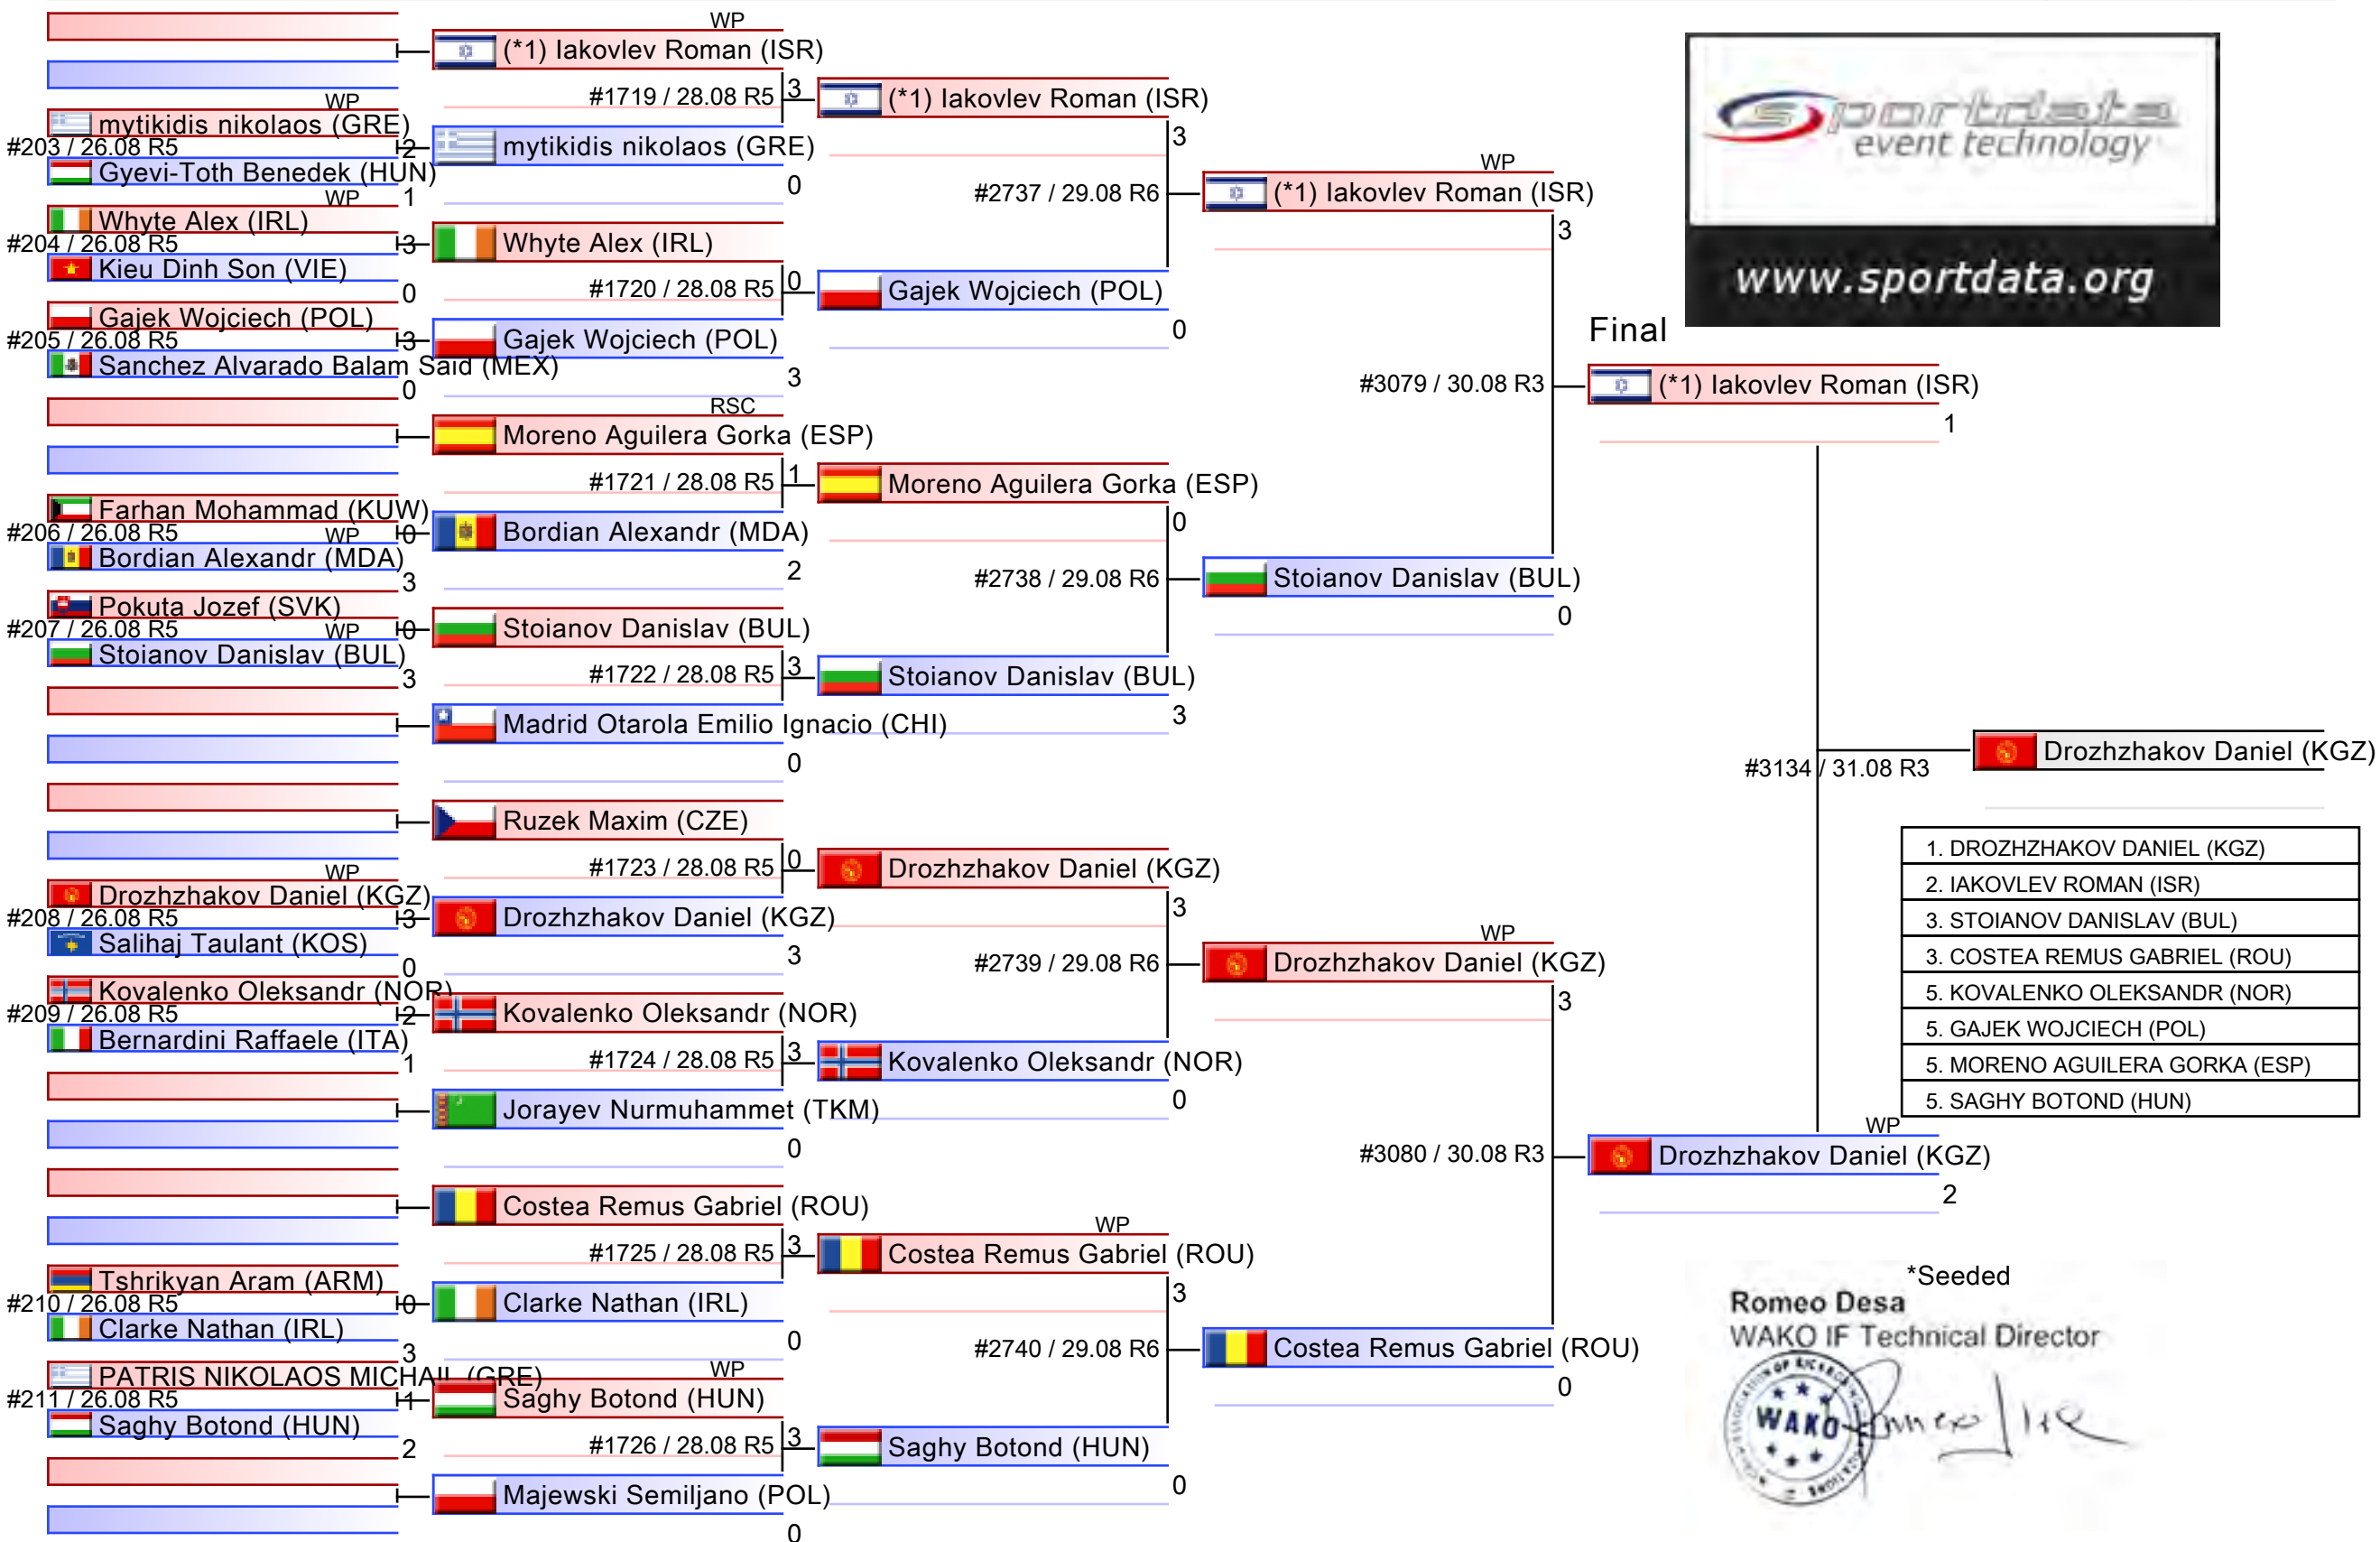 WP
mytikidis nikolaos (GRE)
#203 / 26.08 R5
2
Gyevi-Toth Benedek (HUN)
1
WP
Whyte Alex (IRL)
#204 / 26.08 R5
3
Kieu Dinh Son (VIE)
0
Gajek Wojciech (POL)
#205 / 26.08 R5
3
Sanchez Alvarado Balam Said (MEX)
0
Farhan Mohammad (KUW)
#206 / 26.08 R5
WP
0
Bordian Alexandr (MDA)
3
Pokuta Jozef (SVK)
#207 / 26.08 R5
WP
0
Stoianov Danislav (BUL)
3
WP
Drozhzhakov Daniel (KGZ)
#208 / 26.08 R5
3
Salihaj Taulant (KOS)
0
Kovalenko Oleksandr (NOR)
#209 / 26.08 R5
2
Bernardini Raffaele (ITA)
1
Tshrikyan Aram (ARM)
#210 / 26.08 R5
0
Clarke Nathan (IRL)
3
PATRIS NIKOLAOS MICHAIL (GRE)
#211 / 26.08 R5
1
Saghy Botond (HUN)
2
WP
(*1) Iakovlev Roman (ISR)
#1719 / 28.08 R5
3
mytikidis nikolaos (GRE)
0
Whyte Alex (IRL)
#1720 / 28.08 R5
0
Gajek Wojciech (POL)
3
RSC
Moreno Aguilera Gorka (ESP)
#1721 / 28.08 R5
1
Bordian Alexandr (MDA)
2
Stoianov Danislav (BUL)
#1722 / 28.08 R5
3
Madrid Otarola Emilio Ignacio (CHI)
0
Ruzek Maxim (CZE)
#1723 / 28.08 R5
0
Drozhzhakov Daniel (KGZ)
3
Kovalenko Oleksandr (NOR)
#1724 / 28.08 R5
3
Jorayev Nurmuhammet (TKM)
0
Costea Remus Gabriel (ROU)
#1725 / 28.08 R5
3
Clarke Nathan (IRL)
0
WP
Saghy Botond (HUN)
#1726 / 28.08 R5
3
Majewski Semiljano (POL)
0
(*1) Iakovlev Roman (ISR)
3
#2737 / 29.08 R6
Gajek Wojciech (POL)
0
Moreno Aguilera Gorka (ESP)
0
#2738 / 29.08 R6
Stoianov Danislav (BUL)
3
Drozhzhakov Daniel (KGZ)
3
#2739 / 29.08 R6
Kovalenko Oleksandr (NOR)
0
WP
Costea Remus Gabriel (ROU)
3
#2740 / 29.08 R6
Saghy Botond (HUN)
0
WP
(*1) Iakovlev Roman (ISR)
3
#3079 / 30.08 R3
Stoianov Danislav (BUL)
0
WP
Drozhzhakov Daniel (KGZ)
3
#3080 / 30.08 R3
Costea Remus Gabriel (ROU)
0
sportdata
event technology
www.sportdata.org
Final
(*1) Iakovlev Roman (ISR)
1
#3134 / 31.08 R3
WP
Drozhzhakov Daniel (KGZ)
2
Drozhzhakov Daniel (KGZ)
1. DROZHZHAKOV DANIEL (KGZ)
2. IAKOVLEV ROMAN (ISR)
3. STOIANOV DANISLAV (BUL)
3. COSTEA REMUS GABRIEL (ROU)
5. KOVALENKO OLEKSANDR (NOR)
5. GAJEK WOJCIECH (POL)
5. MORENO AGUILERA GORKA (ESP)
5. SAGHY BOTOND (HUN)
*Seeded
Romeo Desa
WAKO IF Technical Director
WAKO